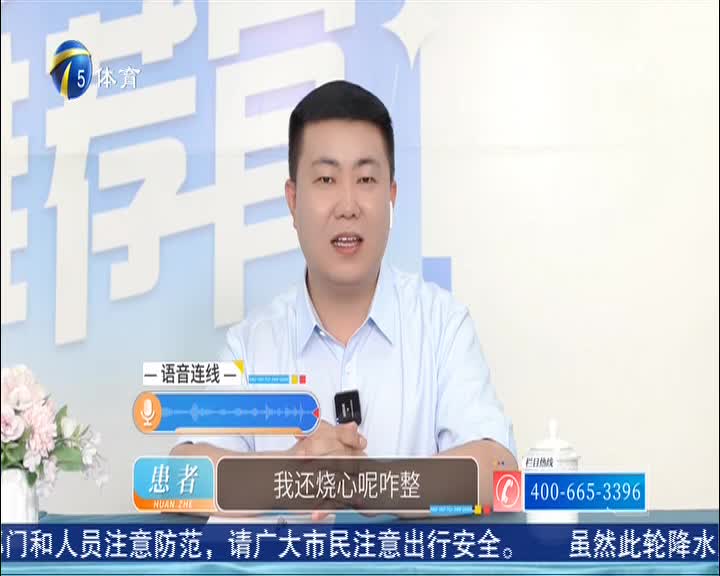 5 体育
荐官
语音连线
患者
HUAN ZHE
我还烧心呢咋整
栏目热线
400-665-3396
门和人员注意防范，请广大市民注意出行安全。 虽然此轮降水